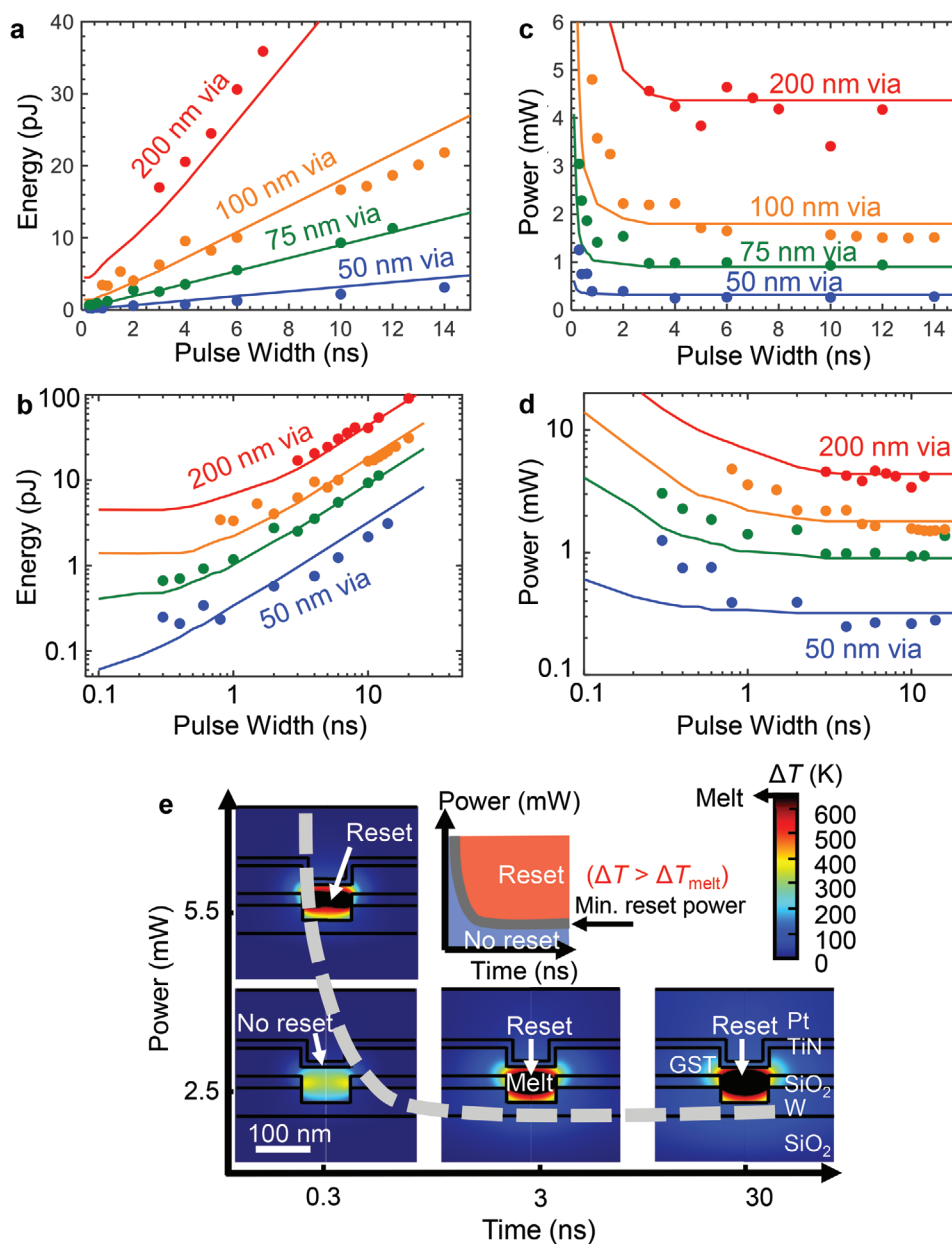 a
40
30
20
10
0
Energy (pJ)
200 nm via
100 nm via
75 nm via
50 nm via
0 2 4 6 8 10 12 14
Pulse Width (ns)
c
6
5
4
3
2
1
0
Power (mW)
200 nm via
100 nm via
75 nm via
50 nm via
0 2 4 6 8 10 12 14
Pulse Width (ns)
b
100
10
1
0.1
Energy (pJ)
200 nm via
50 nm via
0.1 1 10
Pulse Width (ns)
d
10
1
0.1
Power (mW)
200 nm via
50 nm via
0.1 1 10
Pulse Width (ns)
e
Power (mW)
5.5
2.5
Reset
No reset
100 nm
Power (mW)
Reset
No reset
Time (ns)
(ΔT > ΔTmelt)
Min. reset power
ΔT (K)
Melt
600
500
400
300
200
100
0
Reset
Melt
Reset
Pt
TiN
GST
SiO2
W
SiO2
0.3 3 30
Time (ns)